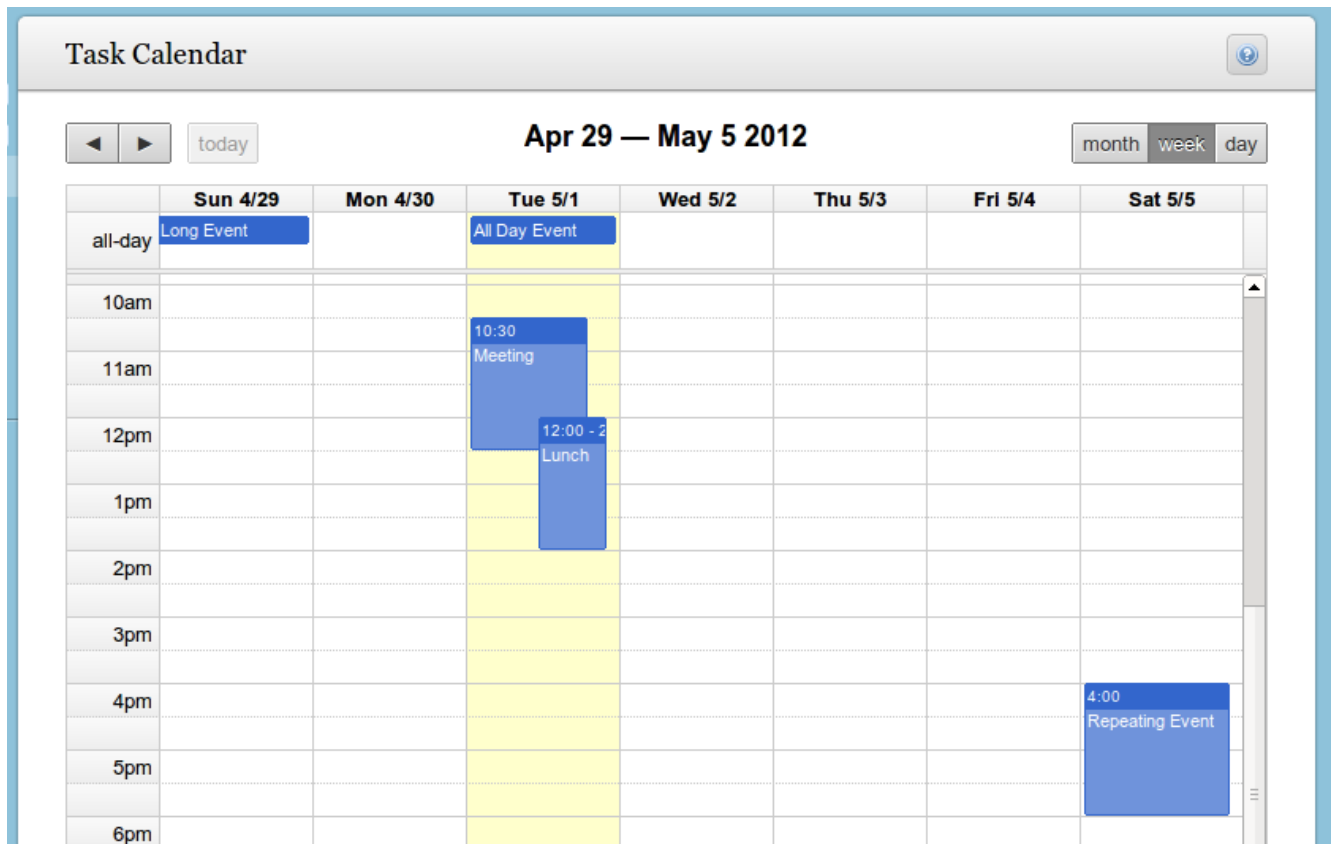 Task Calendar
today
Apr 29 — May 5 2012
month week day
Sun 4/29 Mon 4/30 Tue 5/1 Wed 5/2 Thu 5/3 Fri 5/4 Sat 5/5
all-day Long Event All Day Event
10am
10:30
Meeting
11am
12pm
12:00 - 2
Lunch
1pm
2pm
3pm
4pm
4:00
Repeating Event
5pm
6pm